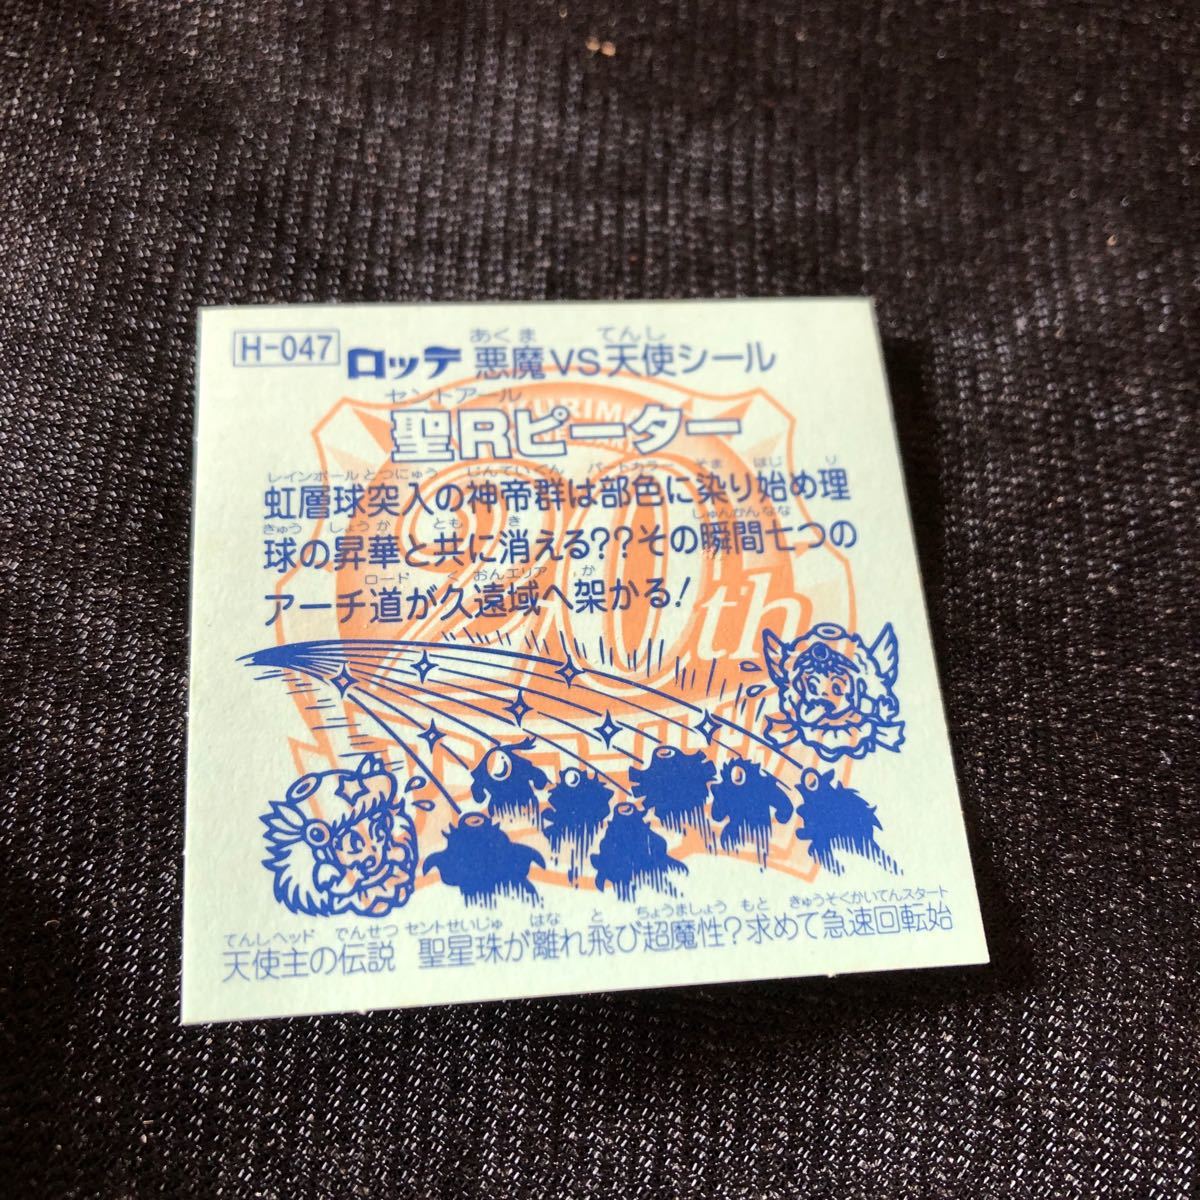 H-047
あくま てんし
ロッテ 悪魔VS天使シール
セントアール
聖Rピーター
レインボール とつにゅう じんていぐん パートカラー そま はじ り
虹層球突入の神帝群は部色に染り始め理
きゅう しょうか とも き しゅんかんなな
球の昇華と共に消える??その瞬間七つの
ロード く おんエリア か
アーチ道が久遠域へ架かる!
20th
てんしヘッド でんせつ セントせいじゅ はな と ちょうましょう もと きゅうそくかいてんスタート
天使主の伝説 聖星珠が離れ飛び超魔性?求めて急速回転始